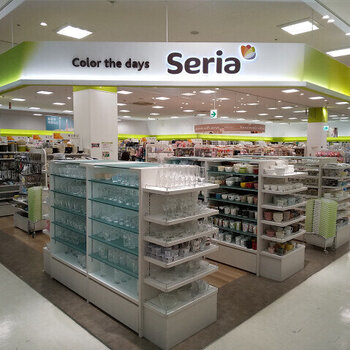 Color the days Seria